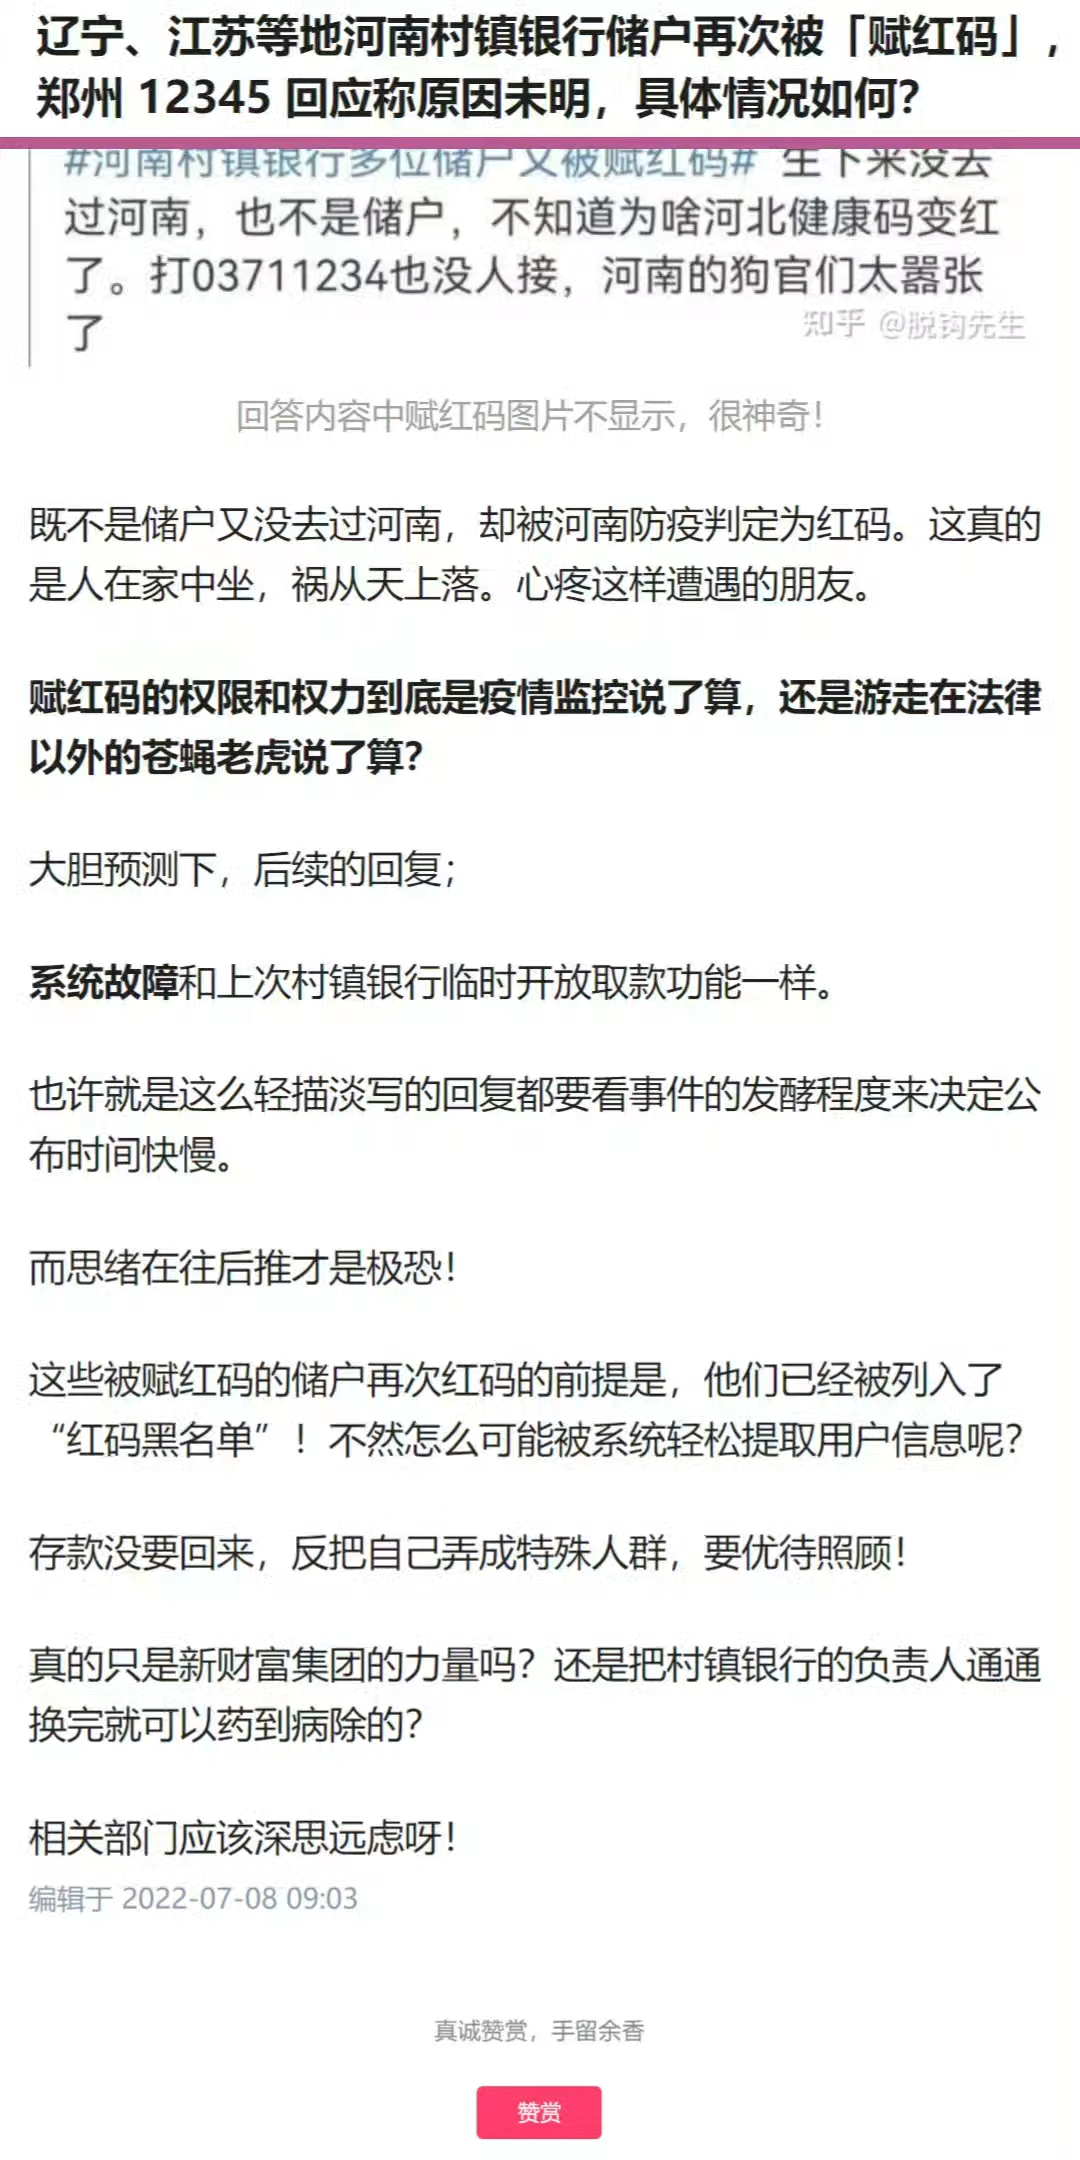 辽宁、江苏等地河南村镇银行储户再次被「赋红码」，
郑州 12345 回应称原因未明，具体情况如何？
#河南村镇银行多位储户又被赋红码# 生下来没去
过河南，也不是储户，不知道为啥河北健康码变红
了。打03711234也没人接，河南的狗官们太嚣张
了
知乎 @脱钩先生
回答内容中赋红码图片不显示，很神奇！
既不是储户又没去过河南，却被河南防疫判定为红码。这真的
是人在家中坐，祸从天上落。心疼这样遭遇的朋友。
赋红码的权限和权力到底是疫情监控说了算，还是游走在法律
以外的苍蝇老虎说了算？
大胆预测下，后续的回复；
系统故障和上次村镇银行临时开放取款功能一样。
也许就是这么轻描淡写的回复都要看事件的发酵程度来决定公
布时间快慢。
而思绪在往后推才是极恐！
这些被赋红码的储户再次红码的前提是，他们已经被列入了
“红码黑名单”！不然怎么可能被系统轻松提取用户信息呢？
存款没要回来，反把自己弄成特殊人群，要优待照顾！
真的只是新财富集团的力量吗？还是把村镇银行的负责人通通
换完就可以药到病除的？
相关部门应该深思远虑呀！
编辑于 2022-07-08 09:03
真诚赞赏，手留余香
赞赏